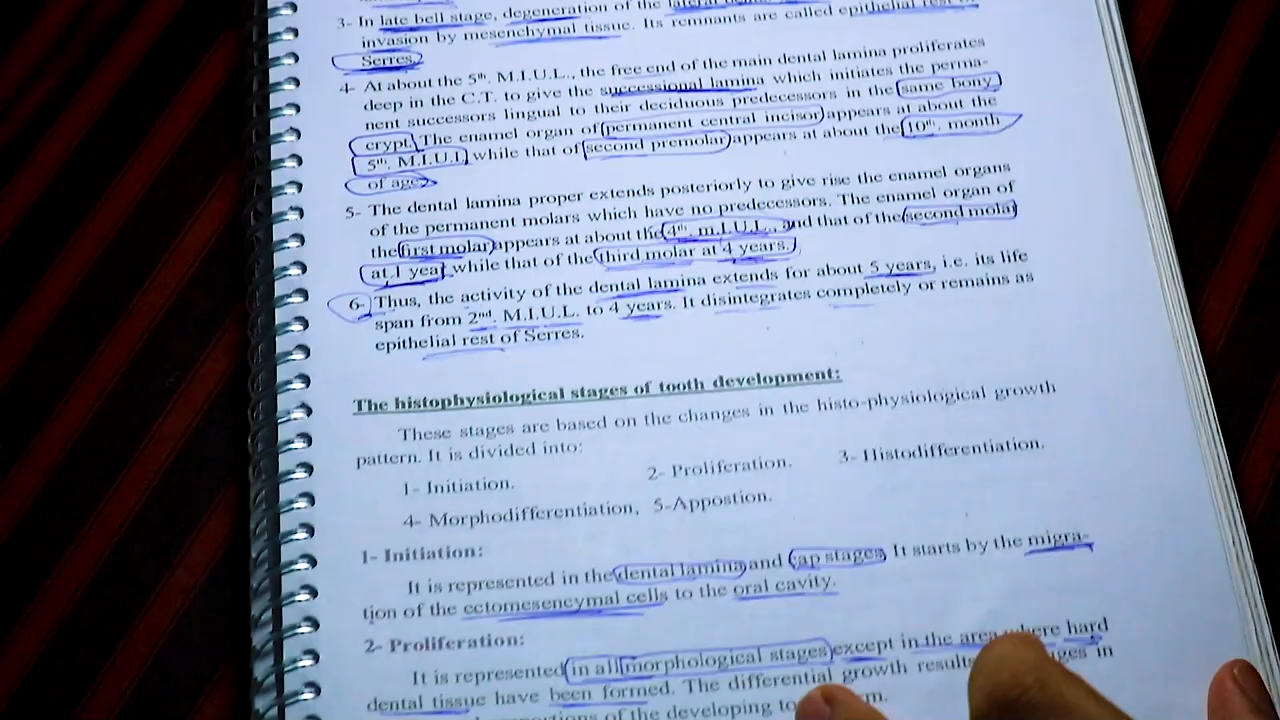 3- In late bell stage, degeneration of the lateral
invasion by mesenchymal tissue. Its remnants are called epithelial rest of
Serres.
4- At about the 5th. M.I.U.L., the free end of the main dental lamina proliferates
deep in the C.T. to give the successional lamina which initiates the perma-
nent successors lingual to their deciduous predecessors in the same bony
crypt. The enamel organ of permanent central incisor appears at about the
5th. M.I.U.L while that of second premolar appears at about the 10th. month
of age.
5- The dental lamina proper extends posteriorly to give rise the enamel organs
of the permanent molars which have no predecessors. The enamel organ of
the first molar appears at about the 4th. m.I.U.L., and that of the second molar
at 1 year while that of the third molar at 4 years.
6- Thus, the activity of the dental lamina extends for about 5 years, i.e. its life
span from 2nd. M.I.U.L. to 4 years. It disintegrates completely or remains as
epithelial rest of Serres.
The histophysiological stages of tooth development:
These stages are based on the changes in the histo-physiological growth
pattern. It is divided into:
1- Initiation. 2- Proliferation. 3- Histodifferentiation.
4- Morphodifferentiation, 5-Appostion.
1- Initiation:
It is represented in the dental lamina and cap stages. It starts by the migra-
tion of the ectomesencymal cells to the oral cavity.
2- Proliferation:
It is represented in all morphological stages except in the area where hard
dental tissue have been formed. The differential growth results in
of the developing